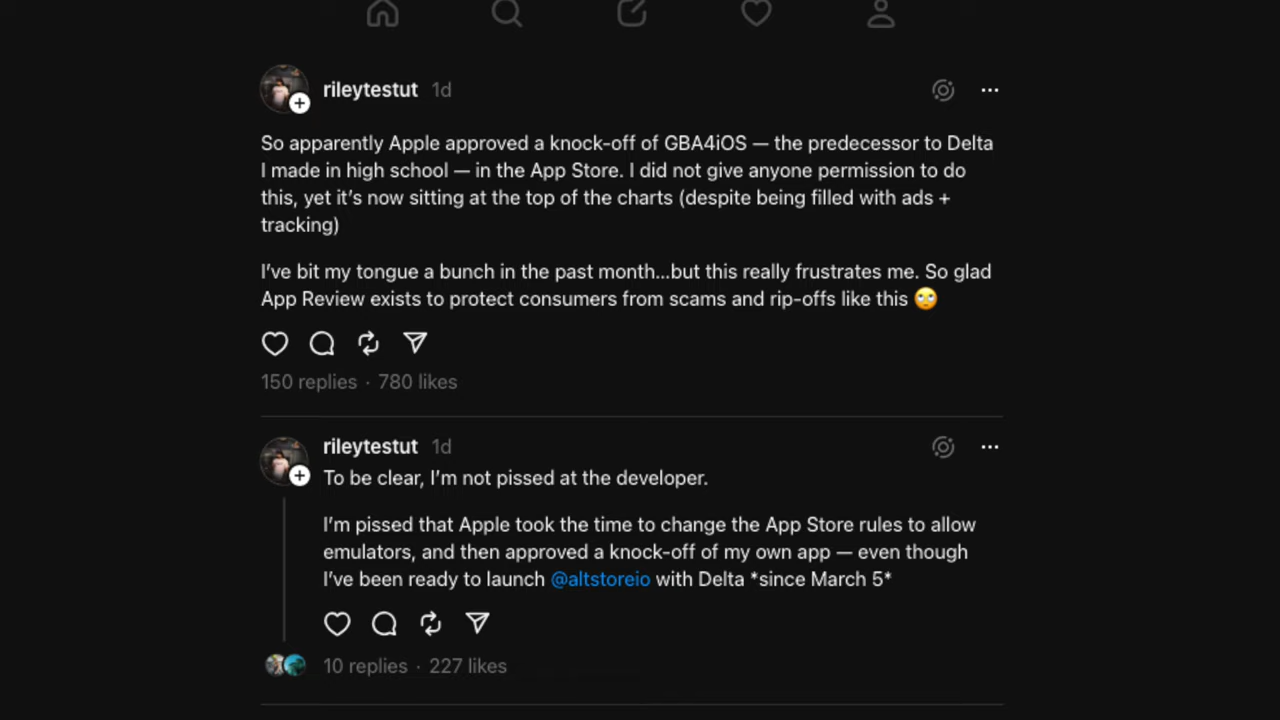 rileytestut 1d
So apparently Apple approved a knock-off of GBA4iOS — the predecessor to Delta
I made in high school — in the App Store. I did not give anyone permission to do
this, yet it’s now sitting at the top of the charts (despite being filled with ads +
tracking)
I’ve bit my tongue a bunch in the past month...but this really frustrates me. So glad
App Review exists to protect consumers from scams and rip-offs like this 🙄
150 replies · 780 likes
rileytestut 1d
To be clear, I’m not pissed at the developer.
I’m pissed that Apple took the time to change the App Store rules to allow
emulators, and then approved a knock-off of my own app — even though
I’ve been ready to launch @altstoreio with Delta *since March 5*
10 replies · 227 likes